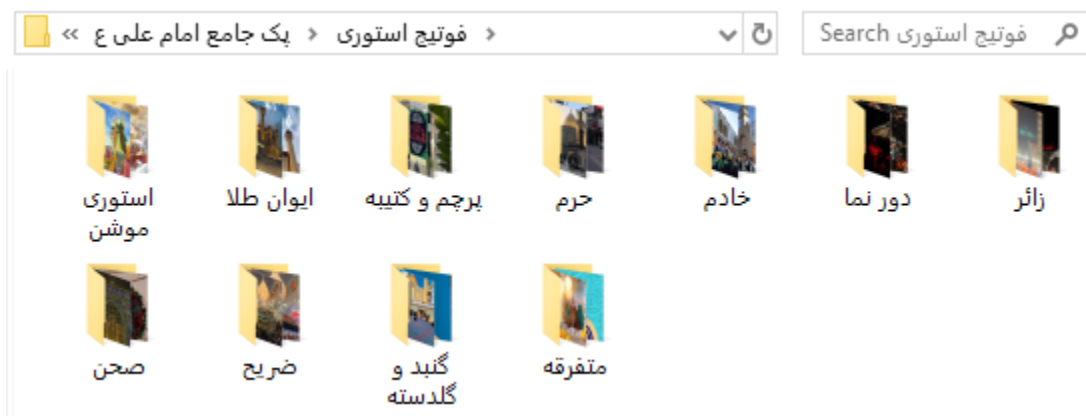 « پک جامع امام علی ع › فوتیج استوری ›
Search فوتیج استوری
استوری موشن
ایوان طلا
پرچم و کتیبه
حرم
خادم
دور نما
زائر
صحن
ضریح
گنبد و گلدسته
متفرقه